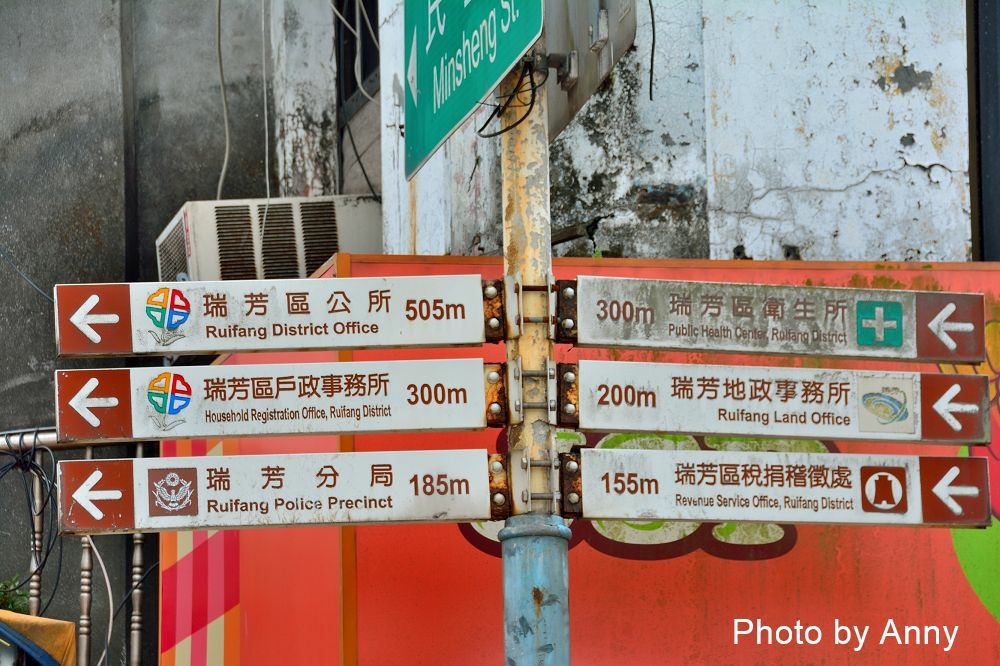 Minsheng St.
瑞芳區公所 505m
Ruifang District Office
瑞芳區戶政事務所 300m
Household Registration Office, Ruifang District
瑞芳分局 185m
Ruifang Police Precinct
300m 瑞芳區衛生所
Public Health Center, Ruifang District
200m 瑞芳地政事務所
Ruifang Land Office
155m 瑞芳區稅捐稽徵處
Revenue Service Office, Ruifang District
Photo by Anny